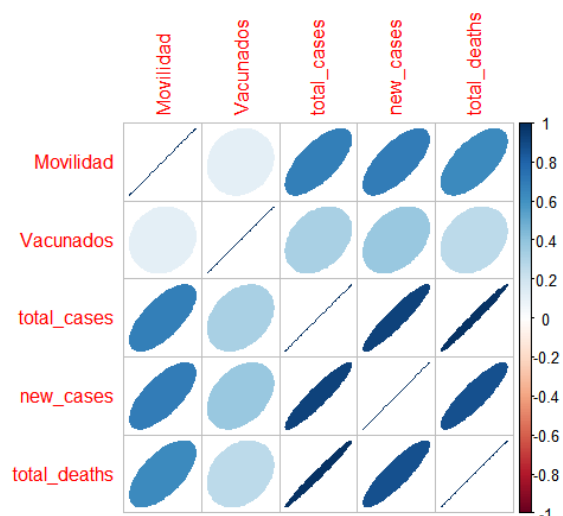 Movilidad
Vacunados
total_cases
new_cases
total_deaths
Movilidad
Vacunados
total_cases
new_cases
total_deaths
1
0.8
0.6
0.4
0.2
0
-0.2
-0.4
-0.6
-0.8
-1